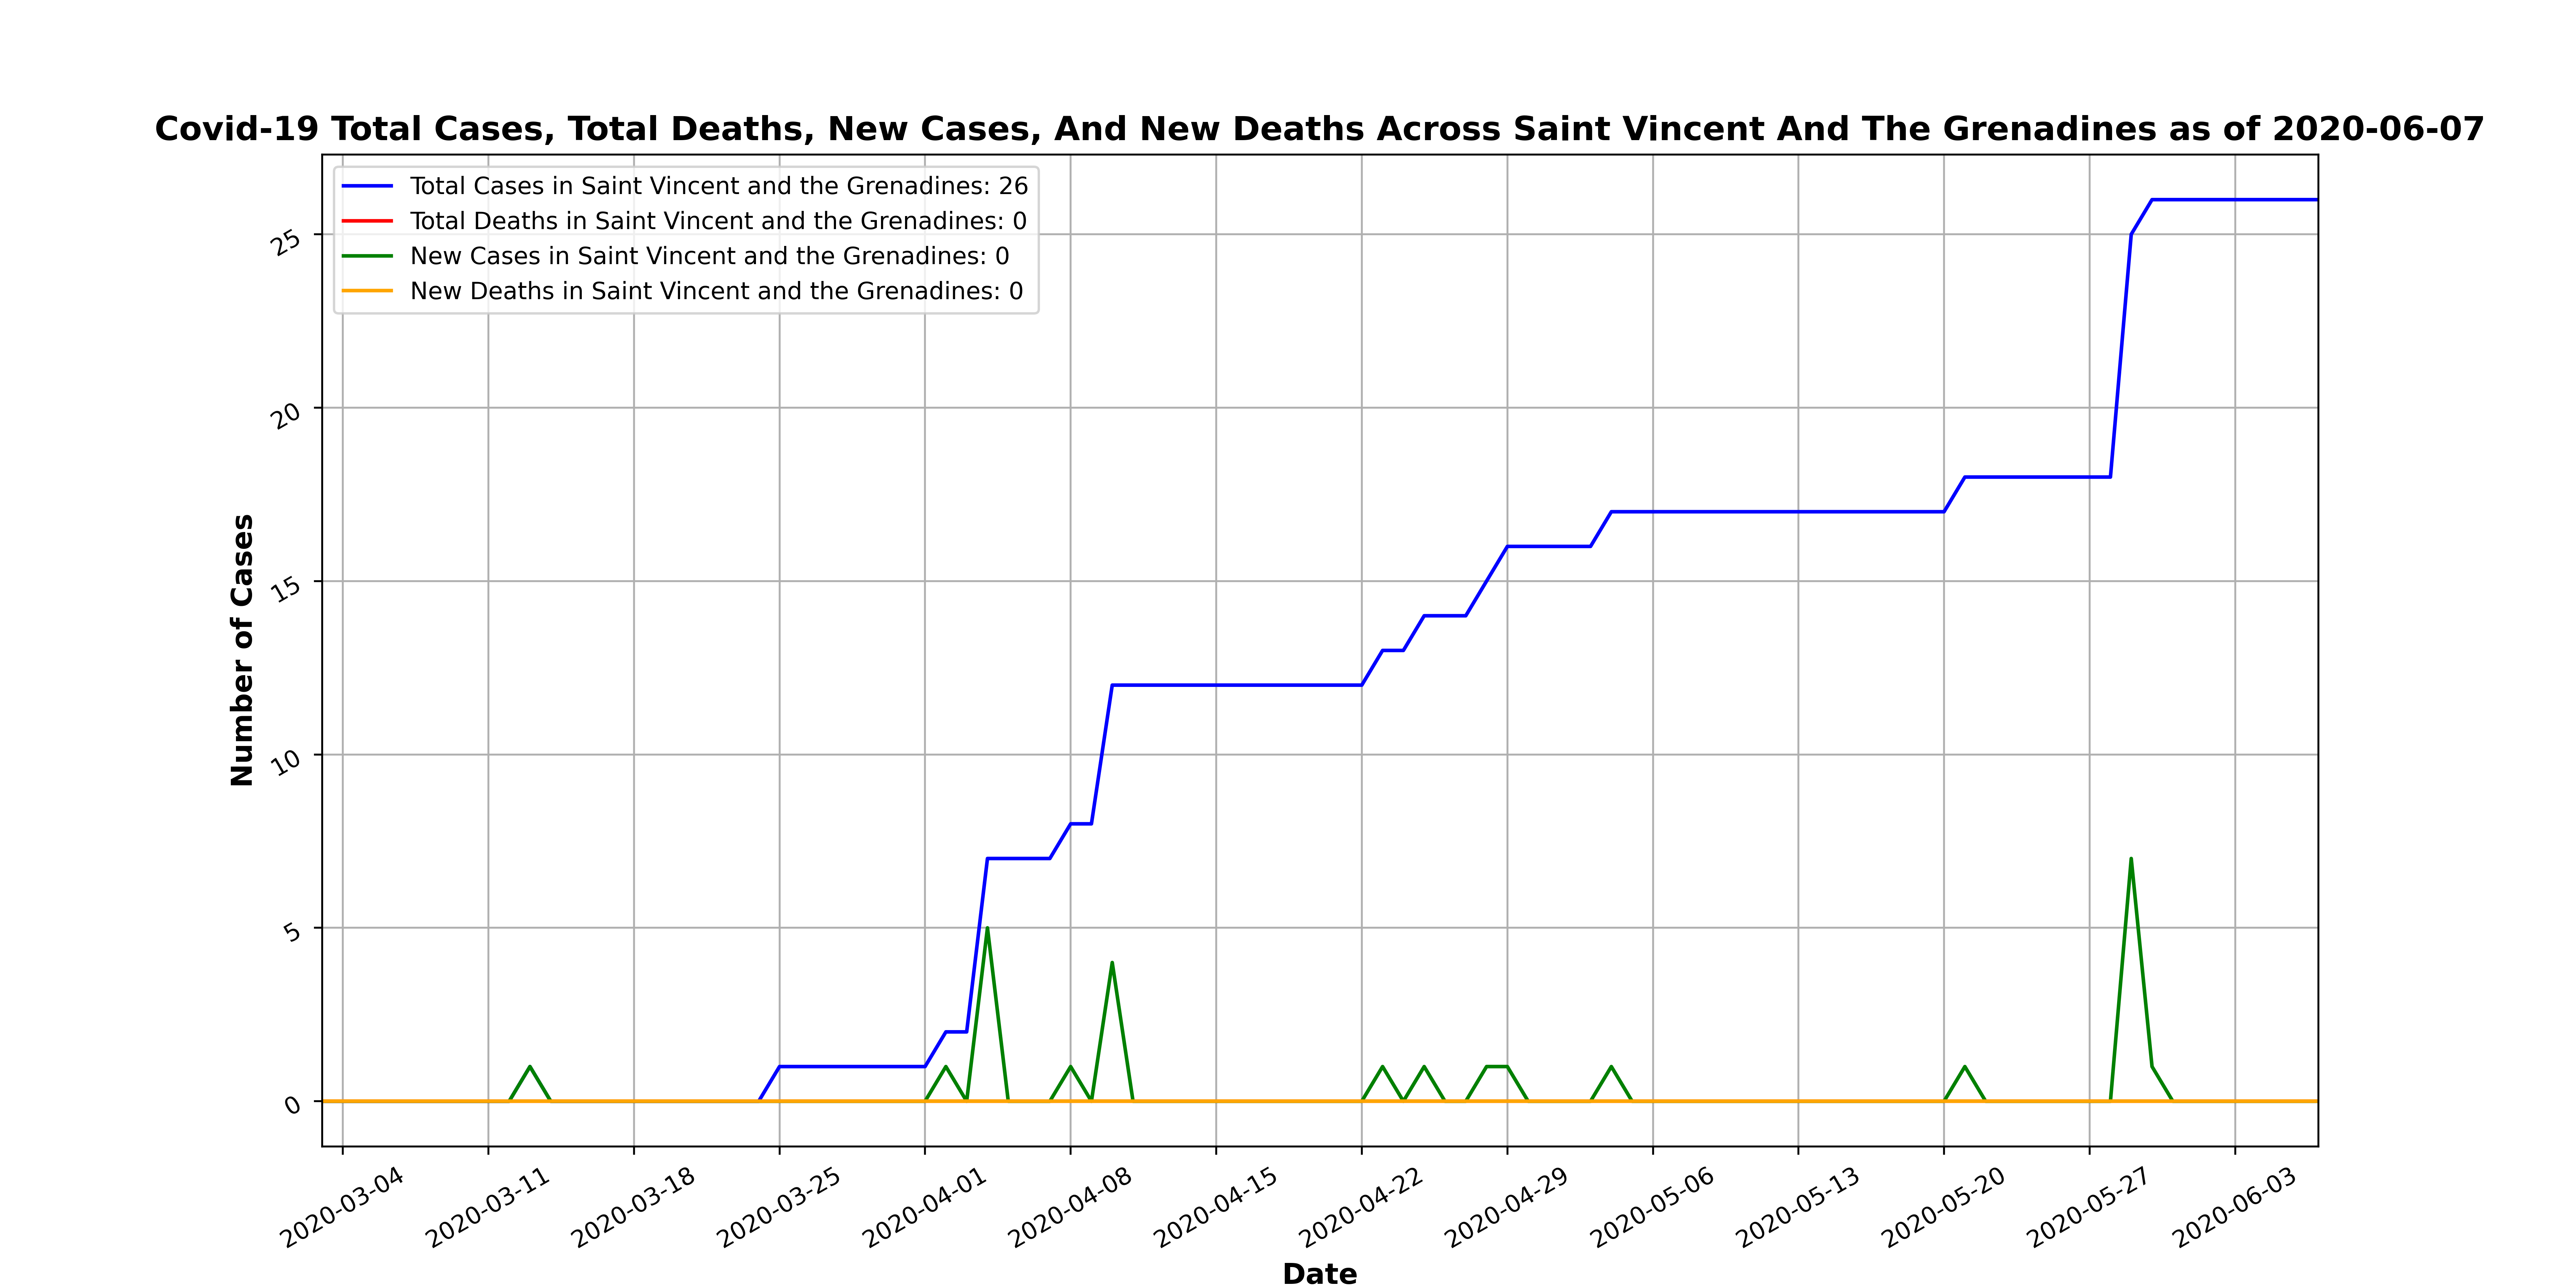 Covid-19 Total Cases, Total Deaths, New Cases, And New Deaths Across Saint Vincent And The Grenadines as of 2020-06-07
Total Cases in Saint Vincent and the Grenadines: 26
Total Deaths in Saint Vincent and the Grenadines: 0
New Cases in Saint Vincent and the Grenadines: 0
New Deaths in Saint Vincent and the Grenadines: 0
Number of Cases
25
20
15
10
5
0
2020-03-04
2020-03-11
2020-03-18
2020-03-25
2020-04-01
2020-04-08
2020-04-15
2020-04-22
2020-04-29
2020-05-06
2020-05-13
2020-05-20
2020-05-27
2020-06-03
Date